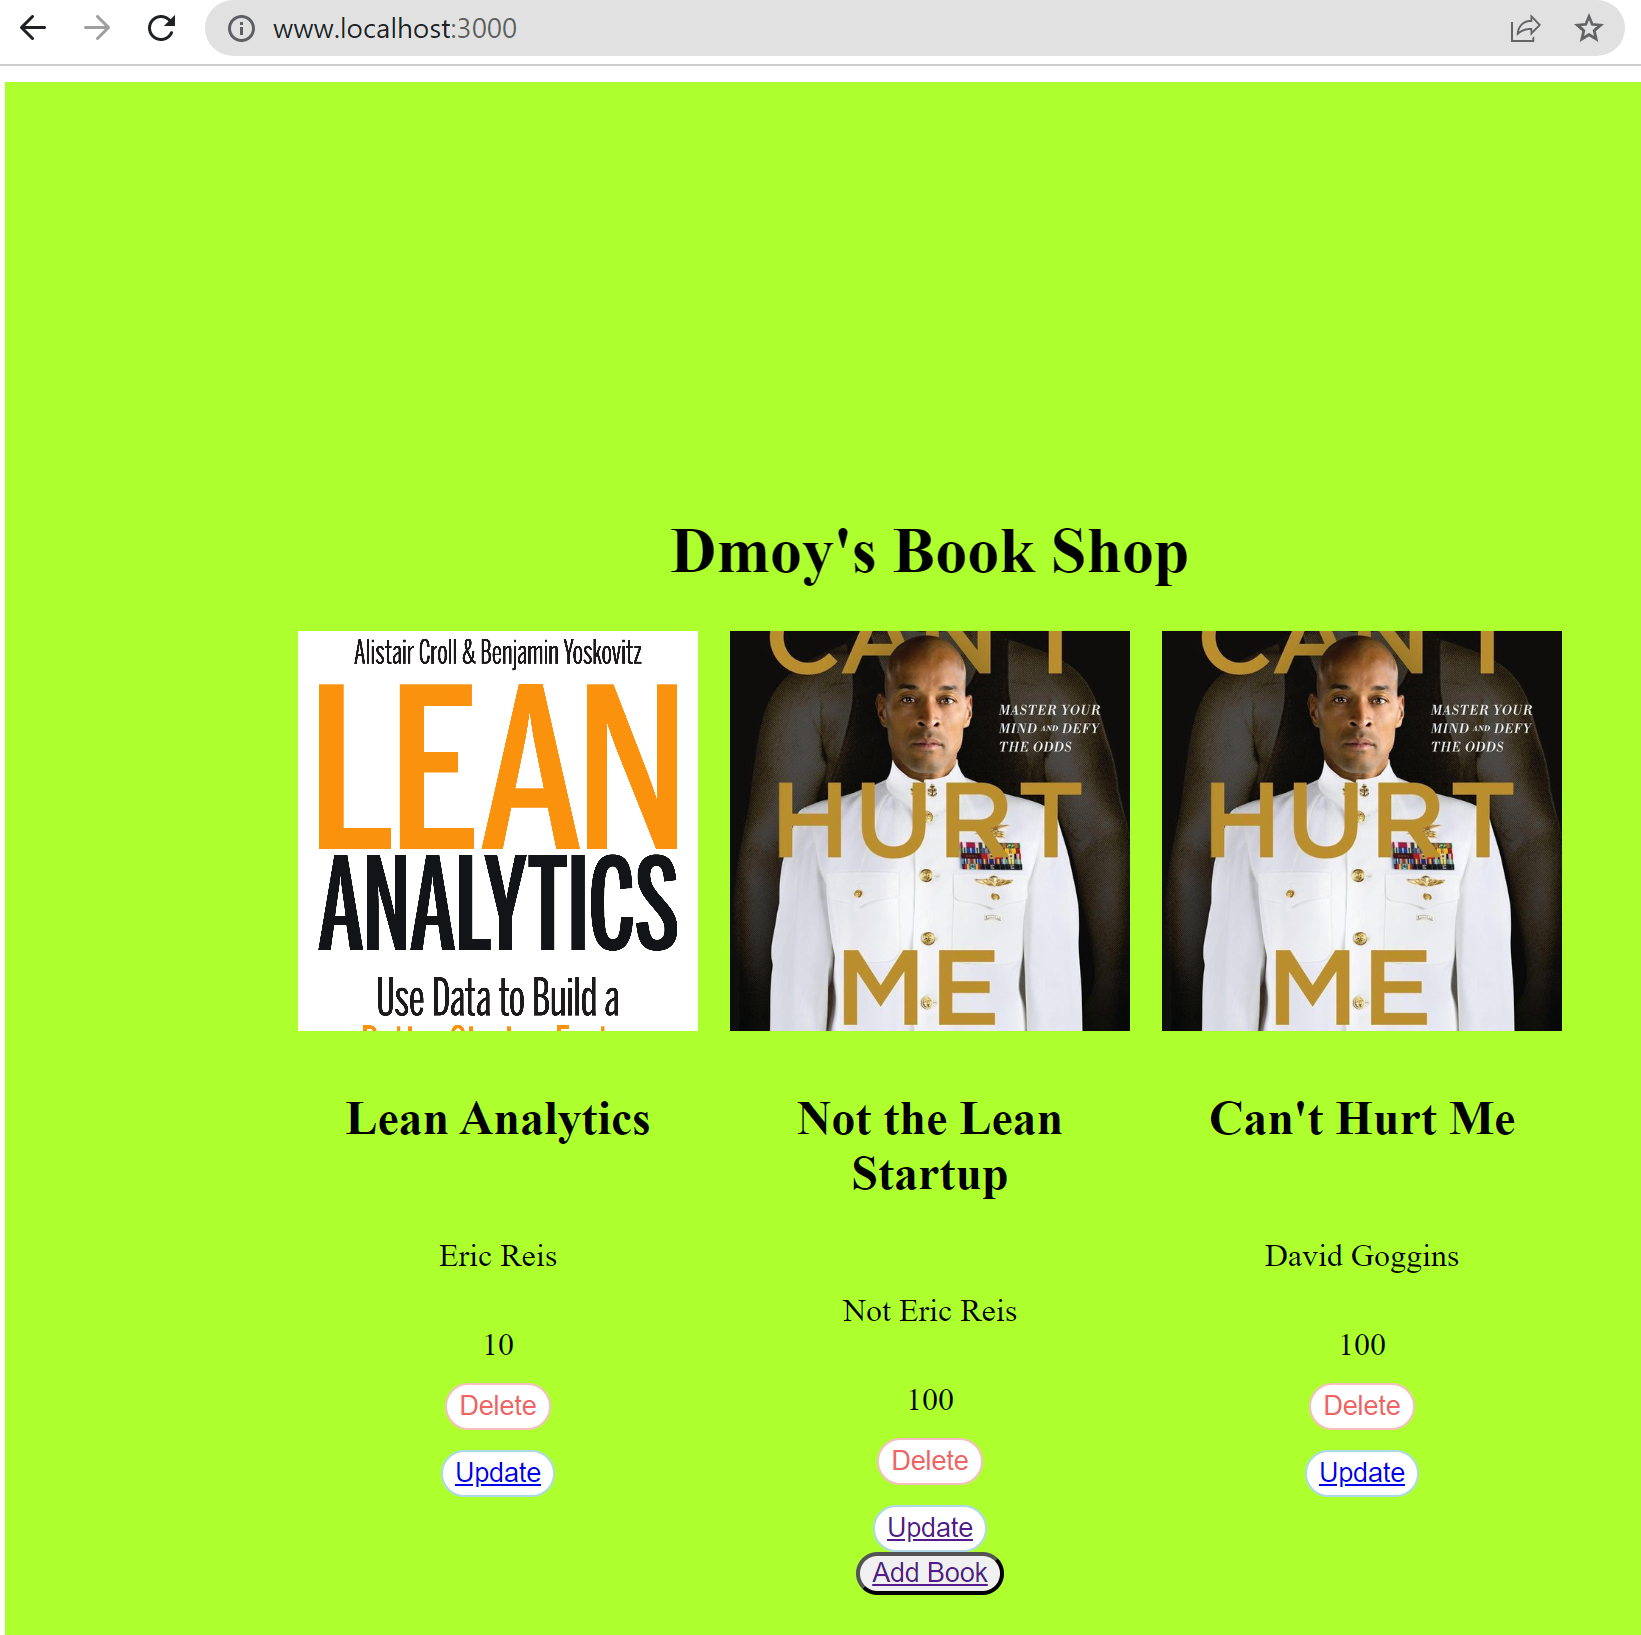 www.localhost:3000
Dmoy's Book Shop
Alistair Croll & Benjamin Yoskovitz
LEAN
ANALYTICS
Use Data to Build a
CAN'T
MASTER YOUR
MIND AND DEFY
THE ODDS
HURT
ME
CAN'T
MASTER YOUR
MIND AND DEFY
THE ODDS
HURT
ME
Lean Analytics
Eric Reis
10
Delete
Update
Not the Lean
Startup
Not Eric Reis
100
Delete
Update
Can't Hurt Me
David Goggins
100
Delete
Update
Add Book